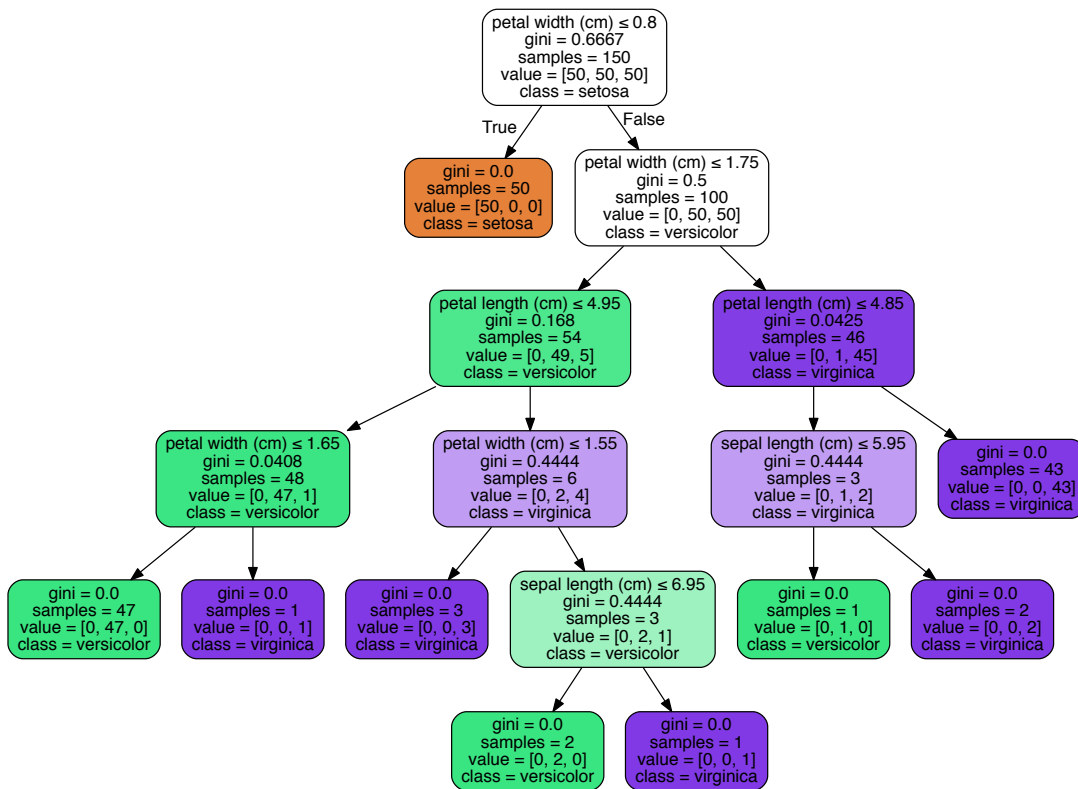 petal width (cm) ≤ 0.8
gini = 0.6667
samples = 150
value = [50, 50, 50]
class = setosa
True
False
gini = 0.0
samples = 50
value = [50, 0, 0]
class = setosa
petal width (cm) ≤ 1.75
gini = 0.5
samples = 100
value = [0, 50, 50]
class = versicolor
petal length (cm) ≤ 4.95
gini = 0.168
samples = 54
value = [0, 49, 5]
class = versicolor
petal length (cm) ≤ 4.85
gini = 0.0425
samples = 46
value = [0, 1, 45]
class = virginica
petal width (cm) ≤ 1.65
gini = 0.0408
samples = 48
value = [0, 47, 1]
class = versicolor
petal width (cm) ≤ 1.55
gini = 0.4444
samples = 6
value = [0, 2, 4]
class = virginica
sepal length (cm) ≤ 5.95
gini = 0.4444
samples = 3
value = [0, 1, 2]
class = virginica
gini = 0.0
samples = 43
value = [0, 0, 43]
class = virginica
gini = 0.0
samples = 47
value = [0, 47, 0]
class = versicolor
gini = 0.0
samples = 1
value = [0, 0, 1]
class = virginica
gini = 0.0
samples = 3
value = [0, 0, 3]
class = virginica
sepal length (cm) ≤ 6.95
gini = 0.4444
samples = 3
value = [0, 2, 1]
class = versicolor
gini = 0.0
samples = 1
value = [0, 1, 0]
class = versicolor
gini = 0.0
samples = 2
value = [0, 0, 2]
class = virginica
gini = 0.0
samples = 2
value = [0, 2, 0]
class = versicolor
gini = 0.0
samples = 1
value = [0, 0, 1]
class = virginica